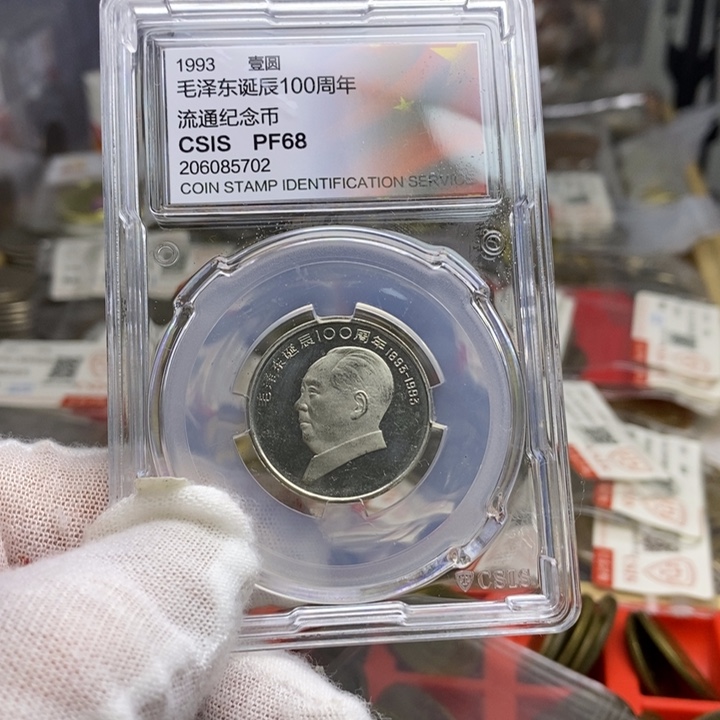 1993 壹圆
毛泽东诞辰100周年
流通纪念币
CSIS PF68
206085702
COIN STAMP IDENTIFICATION SERVICE
毛泽东诞辰100周年 1893-1993
CSIS